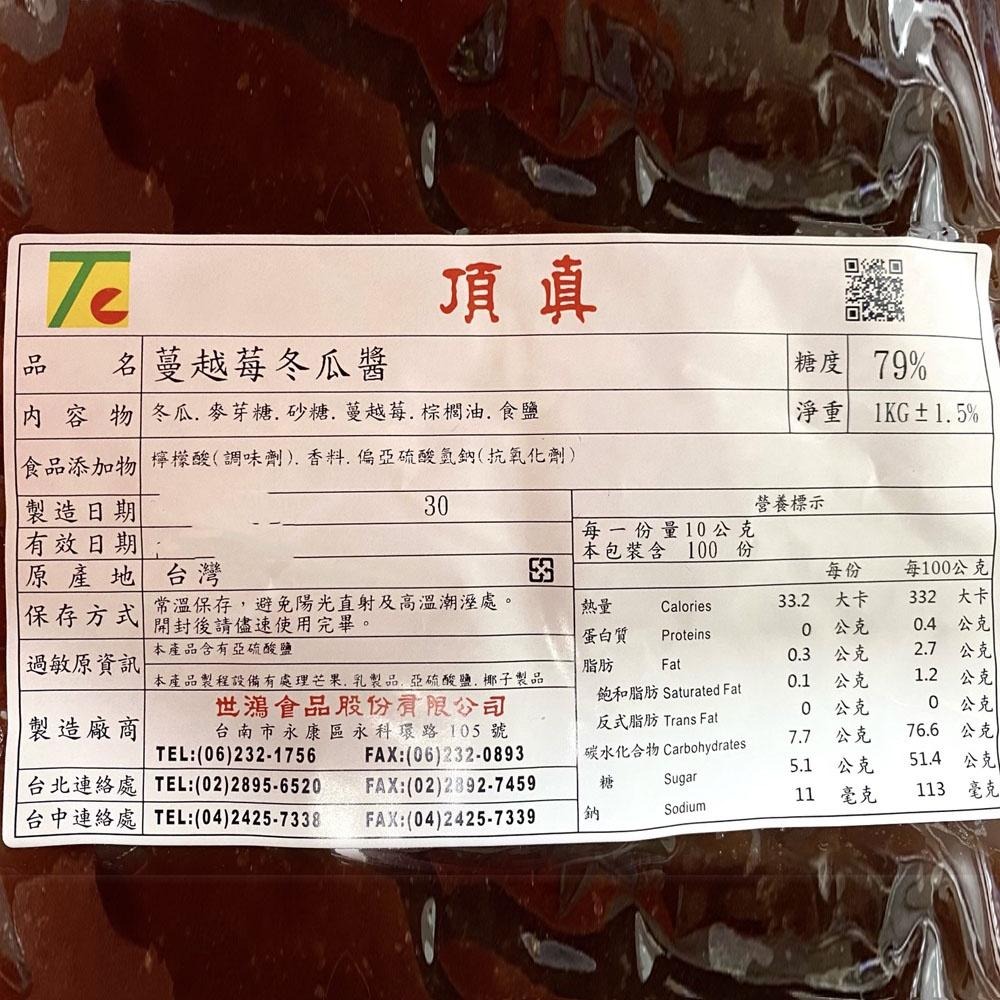 Te
頂真
品名 蔓越莓冬瓜醬 糖度 79%
內容物 冬瓜.麥芽糖.砂糖.蔓越莓.棕櫚油.食鹽 淨重 1KG±1.5%
食品添加物 檸檬酸(調味劑).香料.偏亞硫酸氫鈉(抗氧化劑)
製造日期 30
有效日期
原產地 台灣
保存方式 常溫保存,避免陽光直射及高溫潮溼處。
開封後請儘速使用完畢。
過敏原資訊 本產品含有亞硫酸鹽
本產品製程設備有處理芒果.乳製品.亞硫酸鹽.椰子製品
製造廠商 世鴻食品股份有限公司
台南市永康區永科環路105號
TEL:(06)232-1756 FAX:(06)232-0893
台北連絡處 TEL:(02)2895-6520 FAX:(02)2892-7459
台中連絡處 TEL:(04)2425-7338 FAX:(04)2425-7339
營養標示
每一份量10公克
本包裝含 100 份
每份 每100公克
熱量 Calories 33.2 大卡 332 大卡
蛋白質 Proteins 0 公克 0.4 公克
脂肪 Fat 0.3 公克 2.7 公克
飽和脂肪 Saturated Fat 0.1 公克 1.2 公克
反式脂肪 Trans Fat 0 公克 0 公克
碳水化合物 Carbohydrates 7.7 公克 76.6 公克
糖 Sugar 5.1 公克 51.4 公克
鈉 Sodium 11 毫克 113 毫克